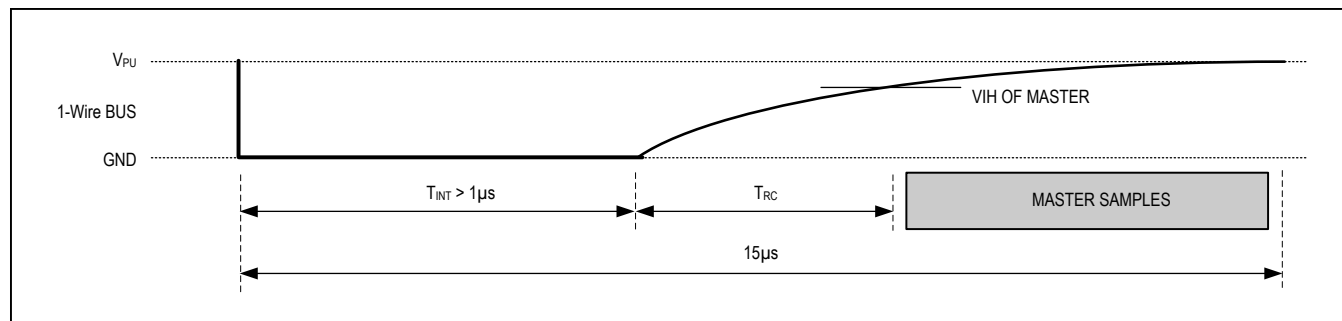 VPU
1-Wire BUS
VIH OF MASTER
GND
TINT > 1µs
TRC
MASTER SAMPLES
15µs